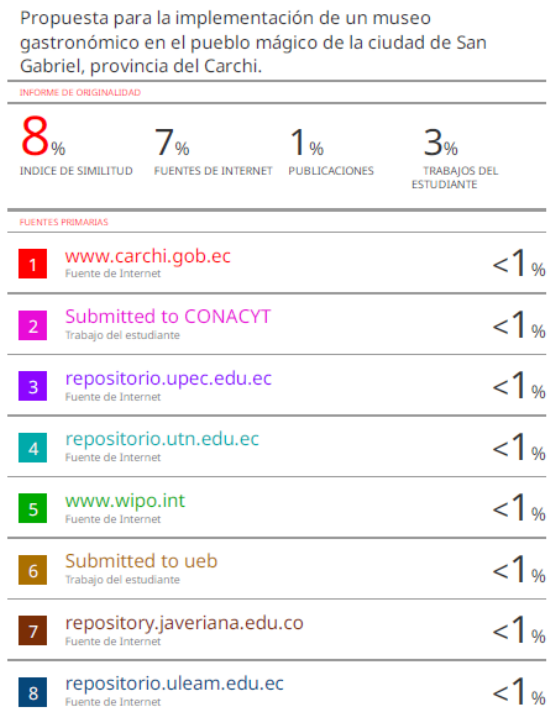 Propuesta para la implementación de un museo
gastronómico en el pueblo mágico de la ciudad de San
Gabriel, provincia del Carchi.
INFORME DE ORIGINALIDAD
8% 7% 1% 3%
INDICE DE SIMILITUD FUENTES DE INTERNET PUBLICACIONES TRABAJOS DEL
ESTUDIANTE
FUENTES PRIMARIAS
1 www.carchi.gob.ec <1%
Fuente de Internet
2 Submitted to CONACYT <1%
Trabajo del estudiante
3 repositorio.upec.edu.ec <1%
Fuente de Internet
4 repositorio.utn.edu.ec <1%
Fuente de Internet
5 www.wipo.int <1%
Fuente de Internet
6 Submitted to ueb <1%
Trabajo del estudiante
7 repository.javeriana.edu.co <1%
Fuente de Internet
8 repositorio.uleam.edu.ec <1%
Fuente de Internet